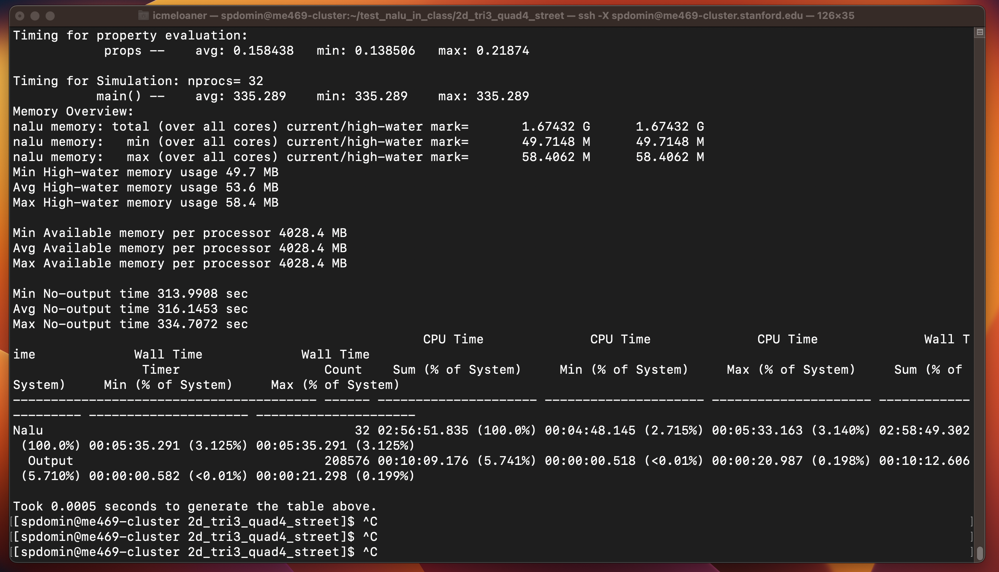 icmeloaner — spdomin@me469-cluster:~/test_nalu_in_class/2d_tri3_quad4_street — ssh -X spdomin@me469-cluster.stanford.edu — 126×35
Timing for property evaluation:
            props --    avg: 0.158438   min: 0.138506   max: 0.21874
Timing for Simulation: nprocs= 32
           main() --    avg: 335.289    min: 335.289    max: 335.289
Memory Overview:
nalu memory: total (over all cores) current/high-water mark=       1.67432 G      1.67432 G
nalu memory:   min (over all cores) current/high-water mark=       49.7148 M      49.7148 M
nalu memory:   max (over all cores) current/high-water mark=       58.4062 M      58.4062 M
Min High-water memory usage 49.7 MB
Avg High-water memory usage 53.6 MB
Max High-water memory usage 58.4 MB
Min Available memory per processor 4028.4 MB
Avg Available memory per processor 4028.4 MB
Max Available memory per processor 4028.4 MB
Min No-output time 313.9908 sec
Avg No-output time 316.1453 sec
Max No-output time 334.7072 sec
                                                      CPU Time              CPU Time              CPU Time              Wall T
ime             Wall Time             Wall Time
                 Timer                   Count    Sum (% of System)     Min (% of System)     Max (% of System)     Sum (% of
System)     Min (% of System)     Max (% of System)
---------------------------------------- ------ --------------------- --------------------- --------------------- ------------
--------- --------------------- ---------------------
Nalu                                         32 02:56:51.835 (100.0%) 00:04:48.145 (2.715%) 00:05:33.163 (3.140%) 02:58:49.302
 (100.0%) 00:05:35.291 (3.125%) 00:05:35.291 (3.125%)
  Output                                 208576 00:10:09.176 (5.741%) 00:00:00.518 (<0.01%) 00:00:20.987 (0.198%) 00:10:12.606
 (5.710%) 00:00:00.582 (<0.01%) 00:00:21.298 (0.199%)
Took 0.0005 seconds to generate the table above.
[[spdomin@me469-cluster 2d_tri3_quad4_street]$ ^C ]
[[spdomin@me469-cluster 2d_tri3_quad4_street]$ ^C ]
[[spdomin@me469-cluster 2d_tri3_quad4_street]$ ^C ]